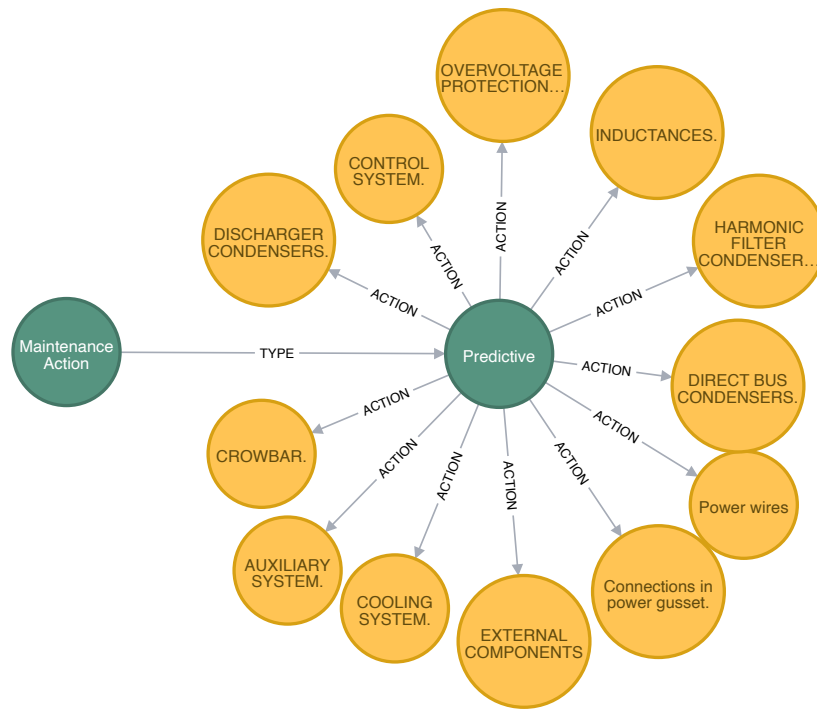 OVERVOLTAGE
PROTECTION…
INDUCTANCES.
CONTROL
SYSTEM.
DISCHARGER
CONDENSERS.
HARMONIC
FILTER
CONDENSER…
ACTION
ACTION
ACTION
ACTION
ACTION
Maintenance
Action
TYPE
Predictive
ACTION
DIRECT BUS
CONDENSERS.
ACTION
ACTION
ACTION
ACTION
ACTION
ACTION
CROWBAR.
Power wires
AUXILIARY
SYSTEM.
COOLING
SYSTEM.
EXTERNAL
COMPONENTS
Connections in
power gusset.